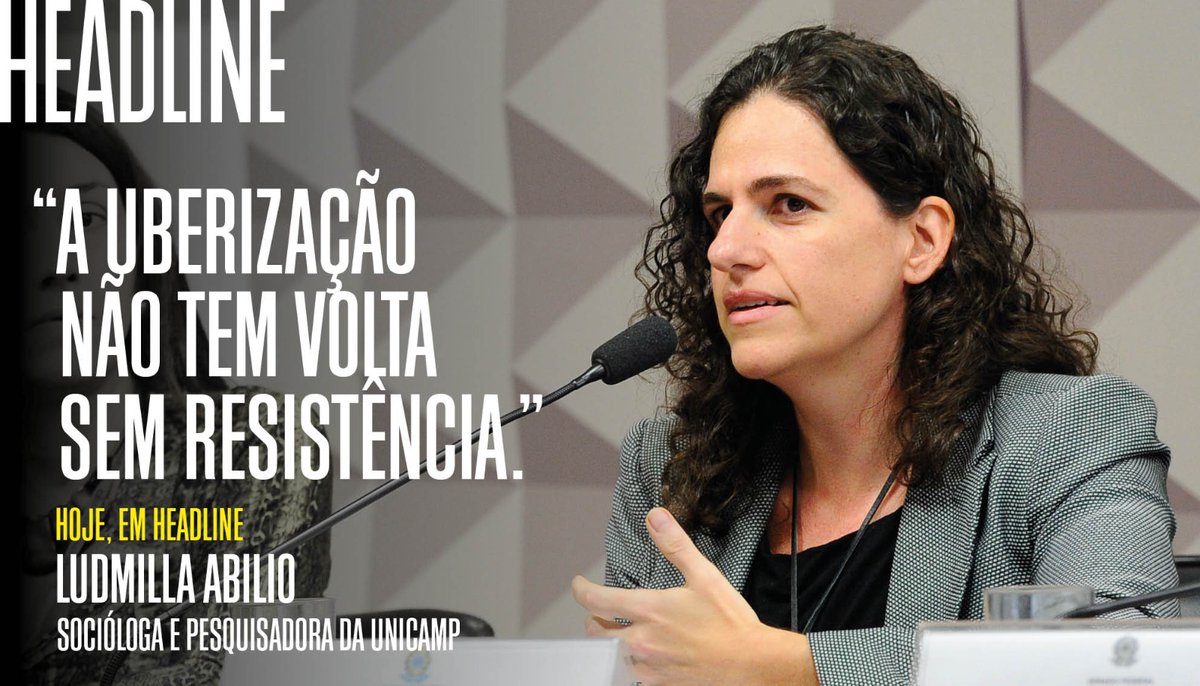 HEADLINE
“A UBERIZAÇÃO
NÃO TEM VOLTA
SEM RESISTÊNCIA.”
HOJE, EM HEADLINE
LUDMILLA ABILIO
SOCIÓLOGA E PESQUISADORA DA UNICAMP